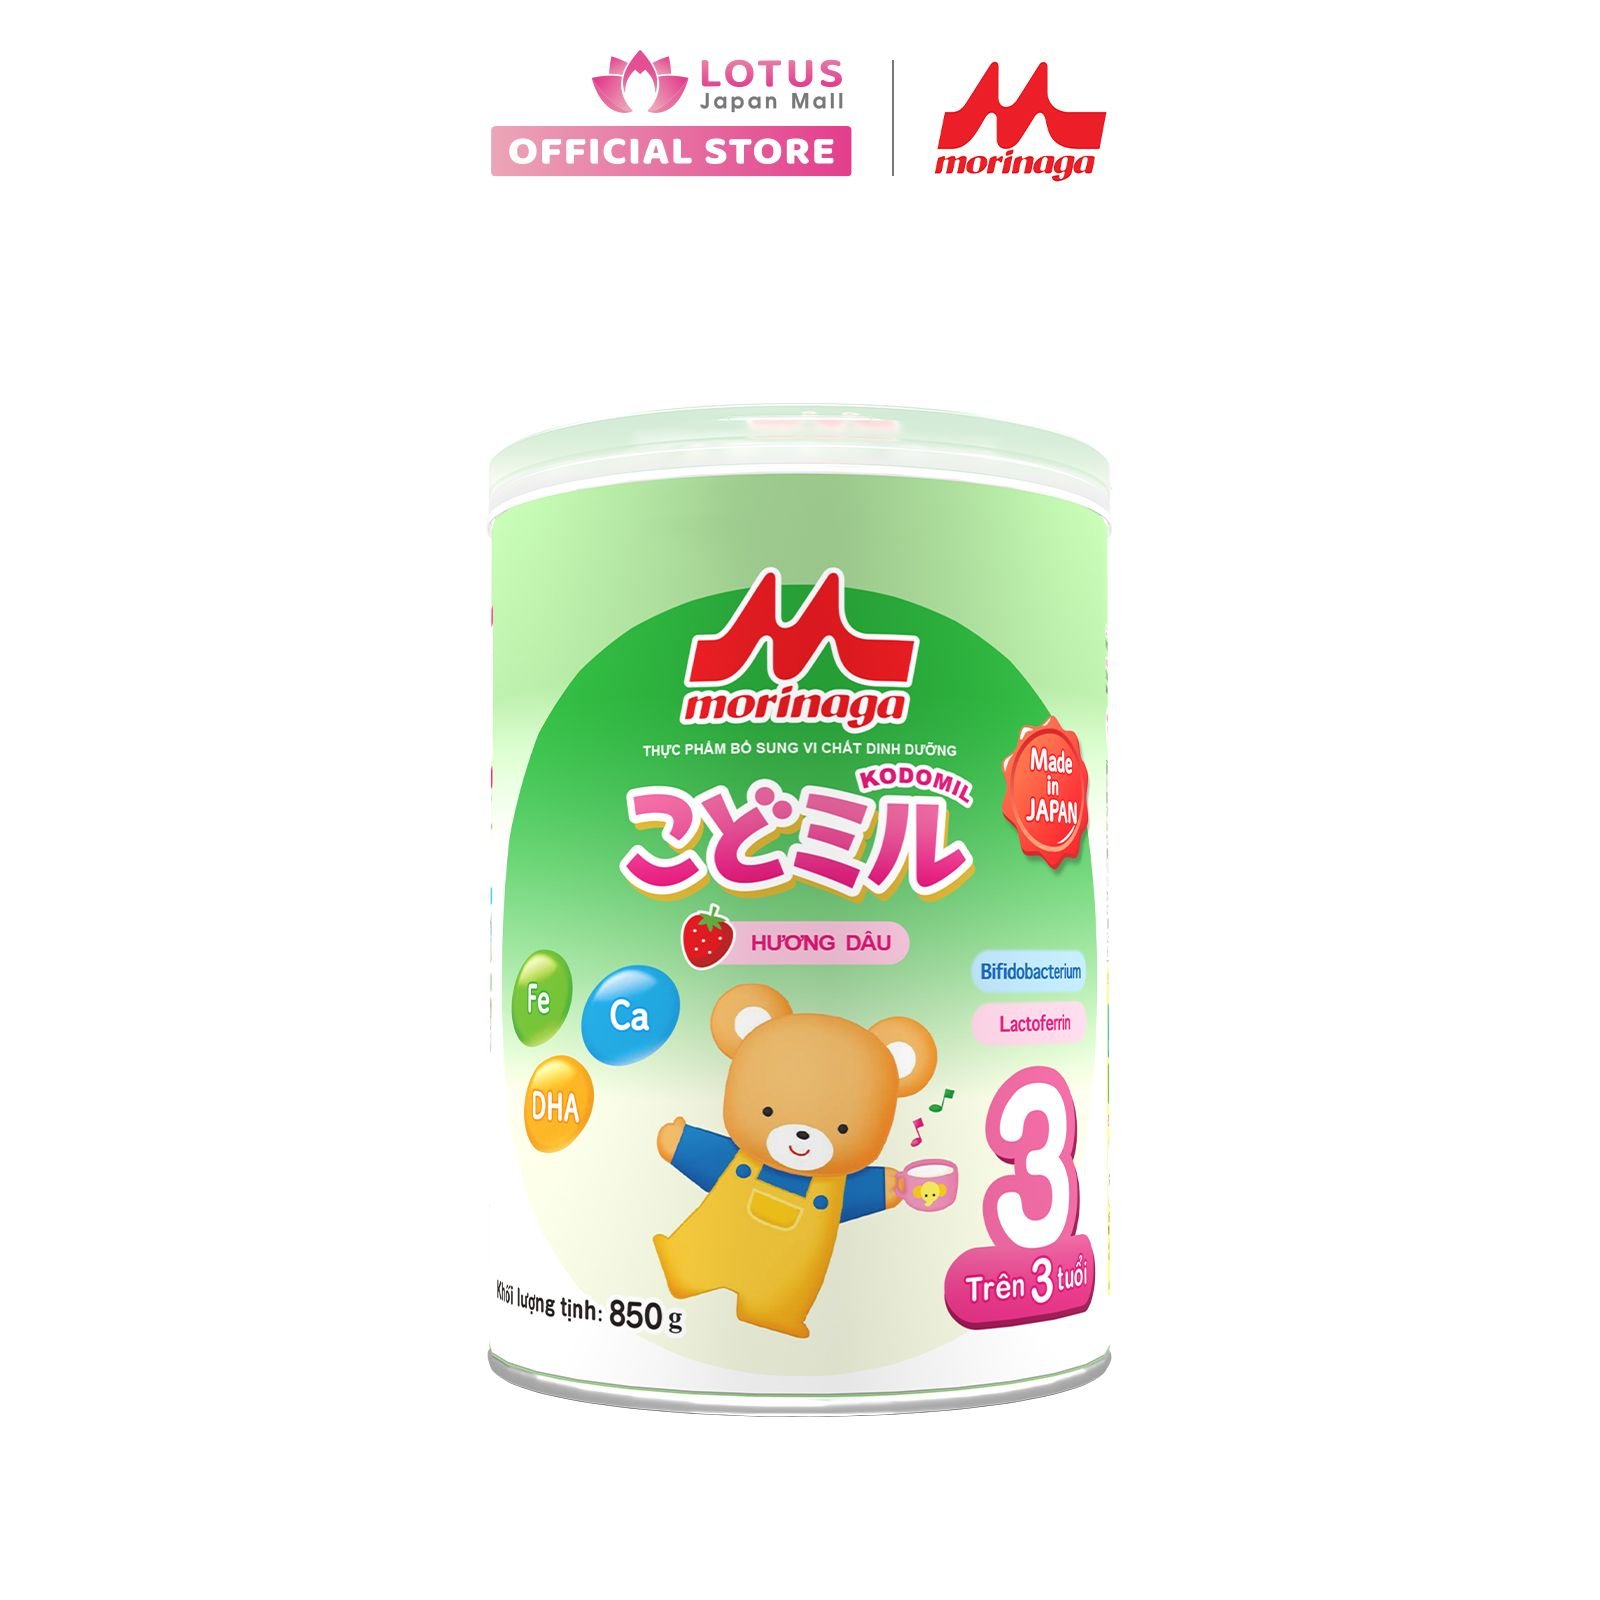 LOTUS
Japan Mall
OFFICIAL STORE
morinaga
morinaga
THỰC PHẨM BỔ SUNG VI CHẤT DINH DƯỠNG
KODOMIL
こどミル
Made
in
JAPAN
HƯƠNG DÂU
Bifidobacterium
Lactoferrin
Fe
Ca
DHA
3
Trên 3 tuổi
Khối lượng tịnh: 850 g